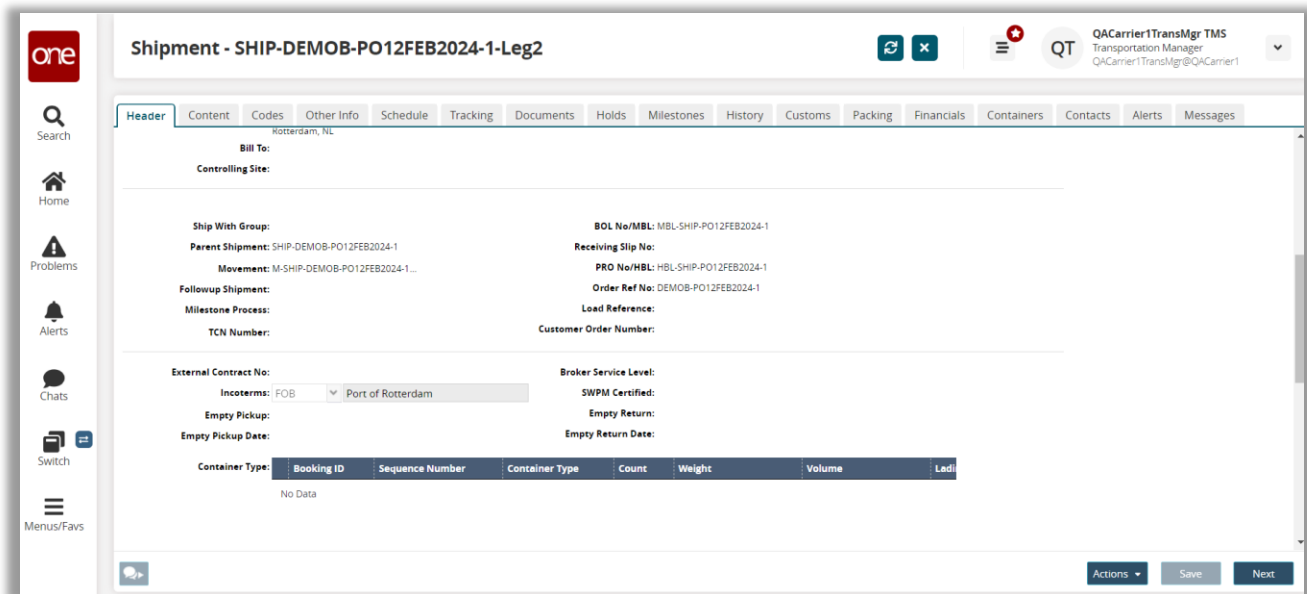 one
Shipment - SHIP-DEMOB-PO12FEB2024-1-Leg2
QT
QACarrier1TransMgr TMS
Transportation Manager
QACarrier1TransMgr@QACarrier1
Search
Home
Problems
Alerts
Chats
Switch
Menus/Favs
Header Content Codes Other Info Schedule Tracking Documents Holds Milestones History Customs Packing Financials Containers Contacts Alerts Messages
Rotterdam, NL
Bill To:
Controlling Site:
Ship With Group: BOL No/MBL: MBL-SHIP-PO12FEB2024-1
Parent Shipment: SHIP-DEMOB-PO12FEB2024-1 Receiving Slip No:
Movement: M-SHIP-DEMOB-PO12FEB2024-1... PRO No/HBL: HBL-SHIP-PO12FEB2024-1
Followup Shipment: Order Ref No: DEMOB-PO12FEB2024-1
Milestone Process: Load Reference:
TCN Number: Customer Order Number:
External Contract No: Broker Service Level:
Incoterms: FOB Port of Rotterdam SWPM Certified:
Empty Pickup: Empty Return:
Empty Pickup Date: Empty Return Date:
Container Type: Booking ID Sequence Number Container Type Count Weight Volume Ladi
No Data
Actions Save Next